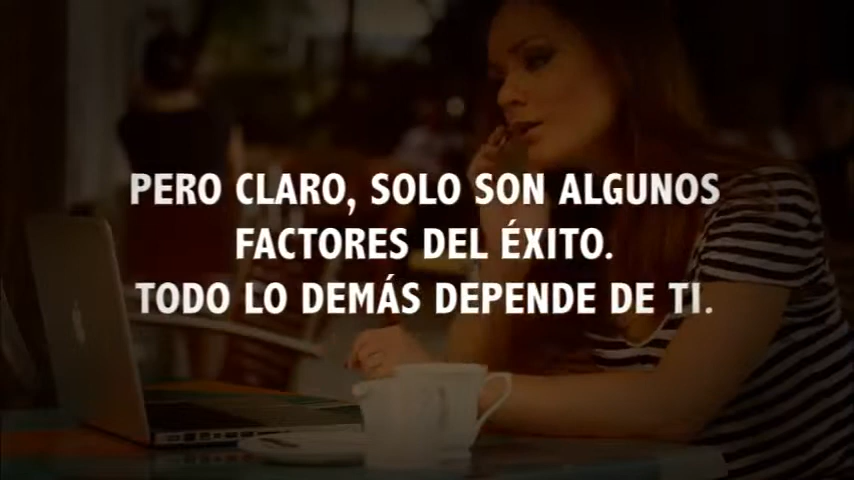 PERO CLARO, SOLO SON ALGUNOS
FACTORES DEL ÉXITO.
TODO LO DEMÁS DEPENDE DE TI.